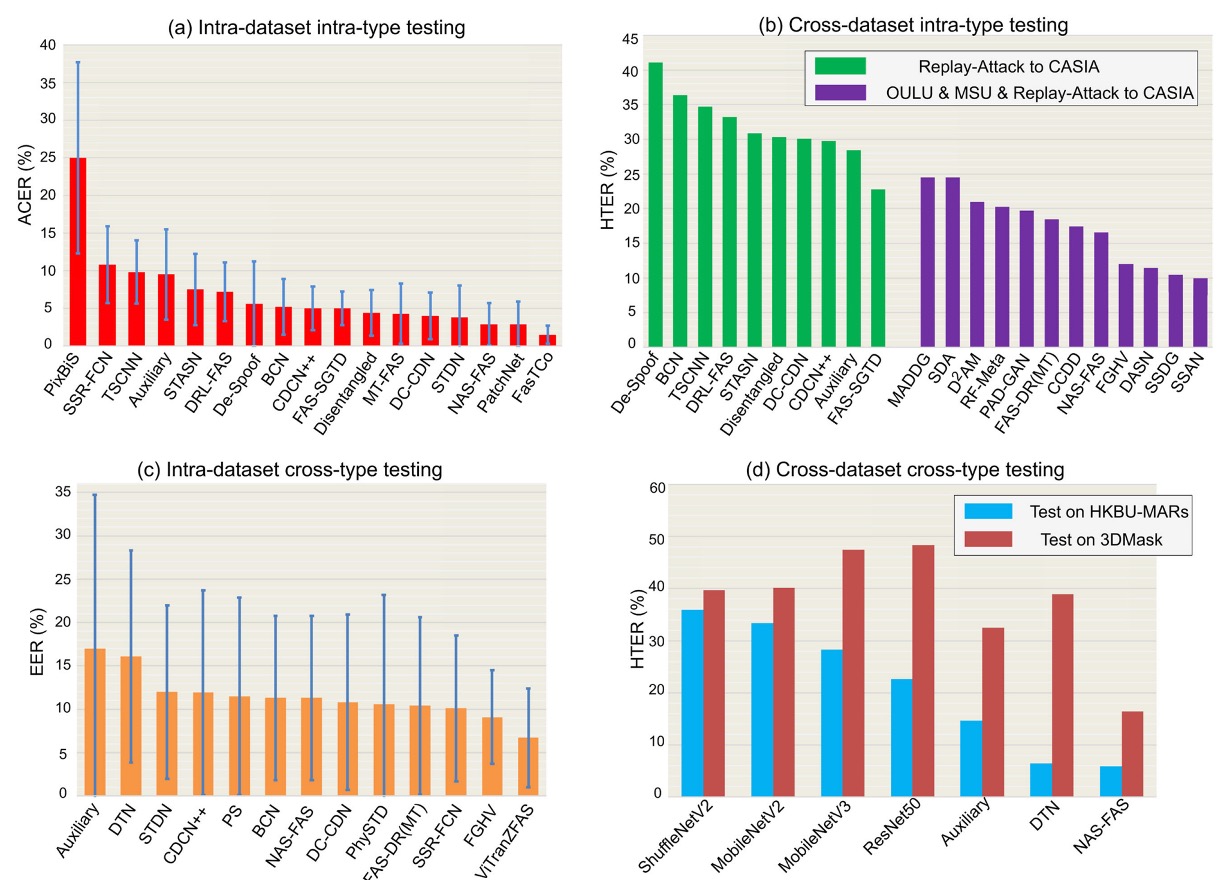 (a) Intra-dataset intra-type testing
ACER (%)
40
35
30
25
20
15
10
5
0
PixBiS
SSR-FCN
TSCNN
Auxiliary
STASN
DRL-FAS
De-Spoof
BCN
CDCN++
FAS-SGTD
Disentangled
MT-FAS
DC-CDN
STDN
NAS-FAS
PatchNet
FasTCo
(b) Cross-dataset intra-type testing
Replay-Attack to CASIA
OULU & MSU & Replay-Attack to CASIA
HTER (%)
45
40
35
30
25
20
15
10
5
0
De-Spoof
BCN
TSCNN
DRL-FAS
STASN
Disentangled
DC-CDN
CDCN++
Auxiliary
FAS-SGTD
MADDG
SDA
D²AM
RF-Meta
PAD-GAN
FAS-DR(MT)
CCDD
NAS-FAS
FGHV
DASN
SSDG
SSAN
(c) Intra-dataset cross-type testing
EER (%)
35
30
25
20
15
10
5
0
Auxiliary
DTN
STDN
CDCN++
PS
BCN
NAS-FAS
DC-CDN
PhySTD
FAS-DR(MT)
SSR-FCN
FGHV
ViTranZFAS
(d) Cross-dataset cross-type testing
Test on HKBU-MARs
Test on 3DMask
HTER (%)
60
50
40
30
20
10
0
ShuffleNetV2
MobileNetV2
MobileNetV3
ResNet50
Auxiliary
DTN
NAS-FAS